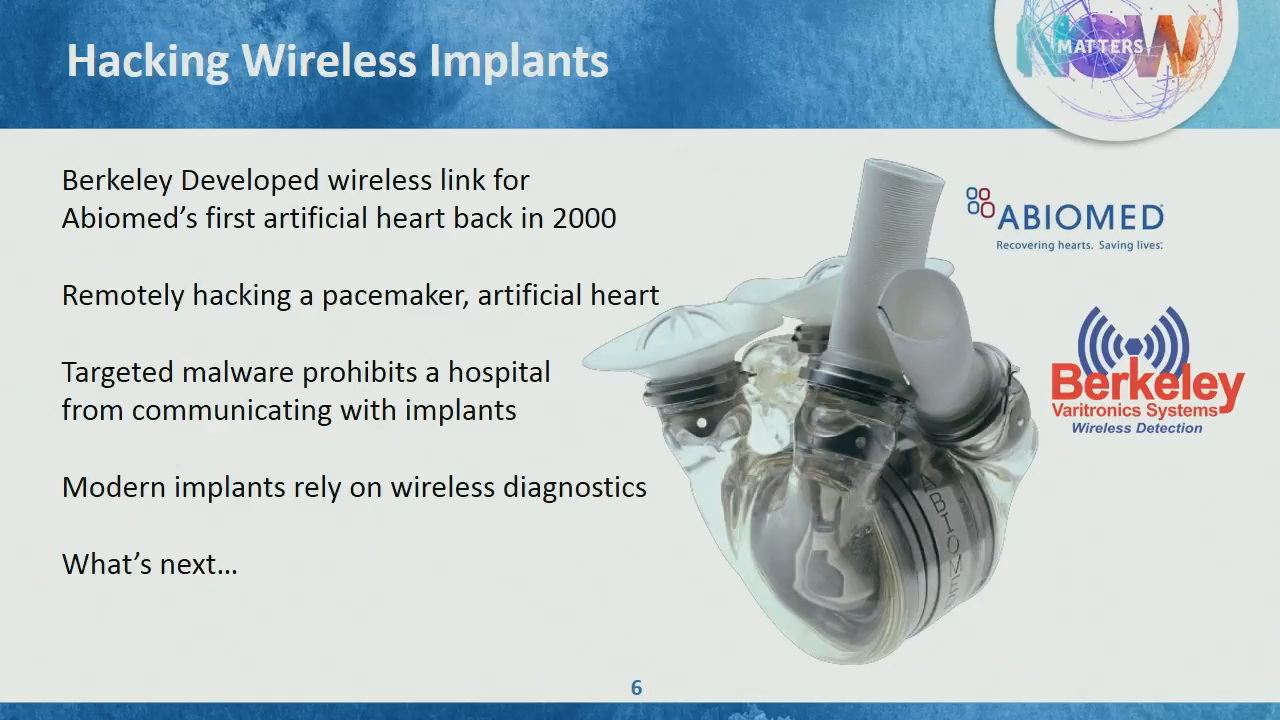 Hacking Wireless Implants
NOW
MATTERS
Berkeley Developed wireless link for
Abiomed’s first artificial heart back in 2000
Remotely hacking a pacemaker, artificial heart
Targeted malware prohibits a hospital
from communicating with implants
Modern implants rely on wireless diagnostics
What’s next…
ABIOMED
Recovering hearts. Saving lives.
Berkeley
Varitronics Systems
Wireless Detection
ABIOMED
6